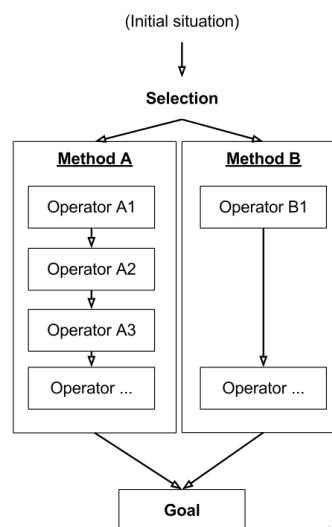 (Initial situation)
Selection
Method A
Operator A1
Operator A2
Operator A3
Operator ...
Method B
Operator B1
Operator ...
Goal